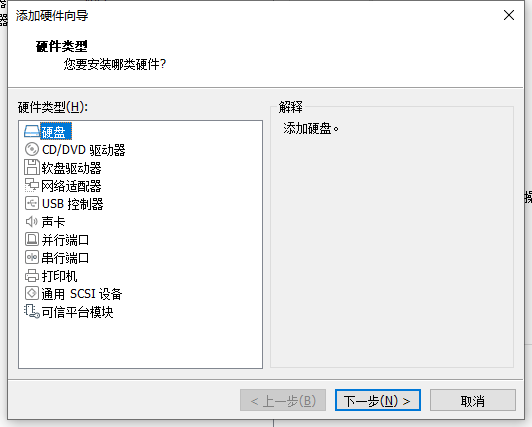 添加硬件向导
硬件类型
您要安装哪类硬件?
硬件类型(H):
硬盘
CD/DVD 驱动器
软盘驱动器
网络适配器
USB 控制器
声卡
并行端口
串行端口
打印机
通用 SCSI 设备
可信平台模块
解释
添加硬盘。
< 上一步(B)
下一步(N) >
取消